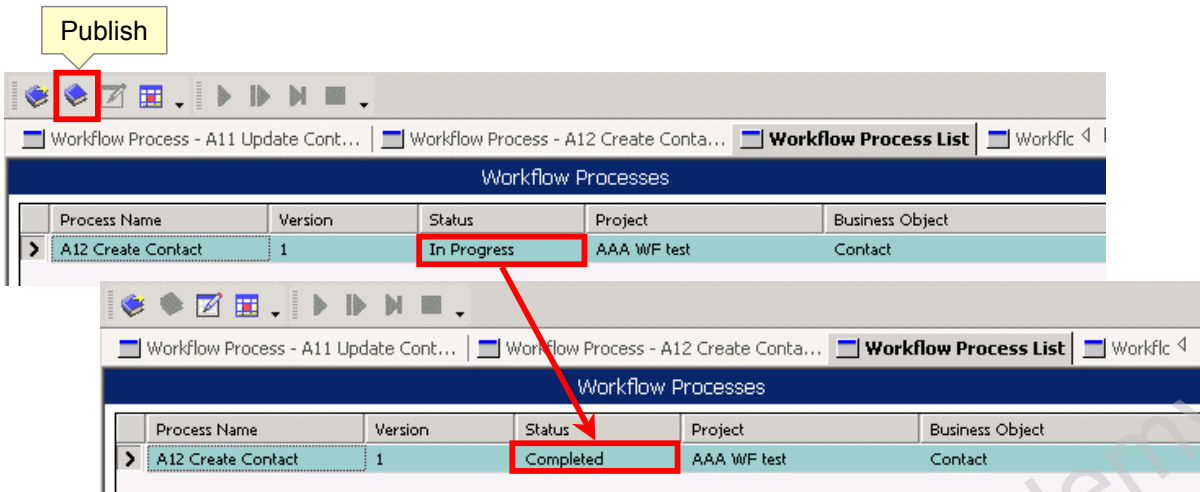 Publish
Workflow Process - A11 Update Cont... Workflow Process - A12 Create Conta... Workflow Process List Workflc
Workflow Processes
Process Name Version Status Project Business Object
A12 Create Contact 1 In Progress AAA WF test Contact
Workflow Process - A11 Update Cont... Workflow Process - A12 Create Conta... Workflow Process List Workflc
Workflow Processes
Process Name Version Status Project Business Object
A12 Create Contact 1 Completed AAA WF test Contact